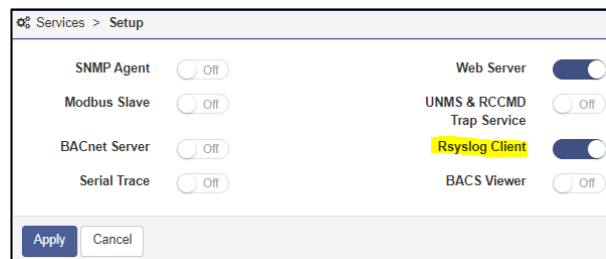 Services > Setup
SNMP Agent Off Web Server
Modbus Slave Off UNMS & RCCMD Trap Service Off
BACnet Server Off Rsyslog Client
Serial Trace Off BACS Viewer Off
Apply Cancel